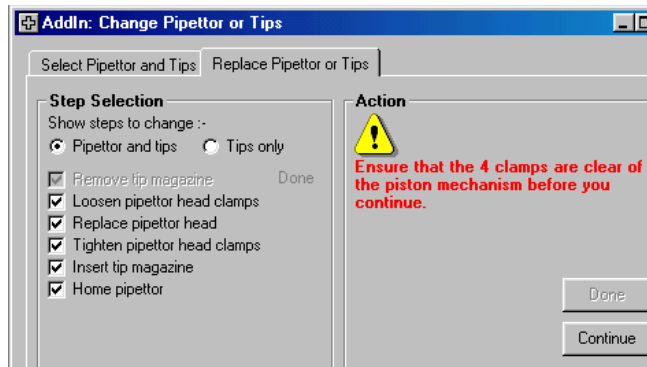 AddIn: Change Pipettor or Tips
Select Pipettor and Tips
Replace Pipettor or Tips
Step Selection
Show steps to change :-
Pipettor and tips
Tips only
Remove tip magazine
Done
Loosen pipettor head clamps
Replace pipettor head
Tighten pipettor head clamps
Insert tip magazine
Home pipettor
Action
Ensure that the 4 clamps are clear of
the piston mechanism before you
continue.
Done
Continue